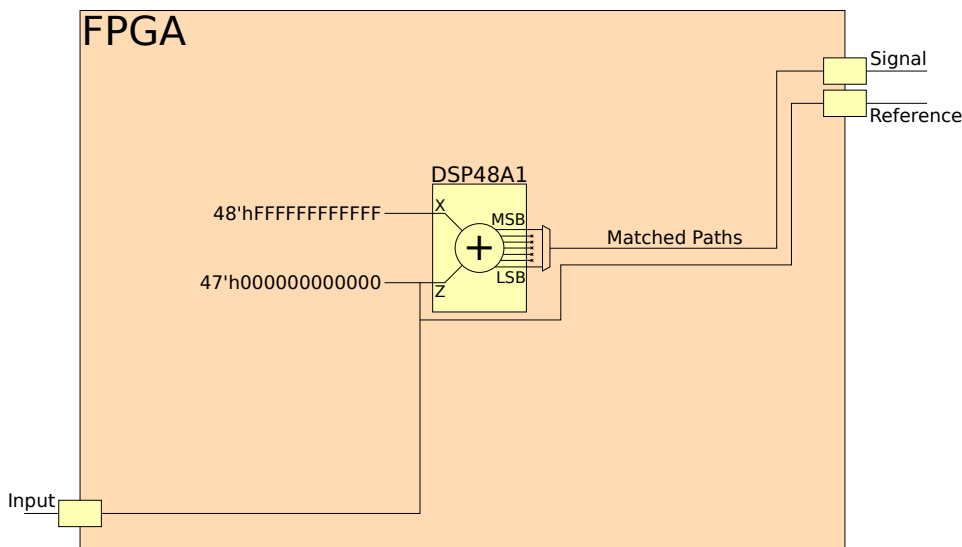 FPGA
Signal
Reference
DSP48A1
48'hFFFFFFFFFFFF
X
MSB
Matched Paths
47'h000000000000
Z
LSB
Input